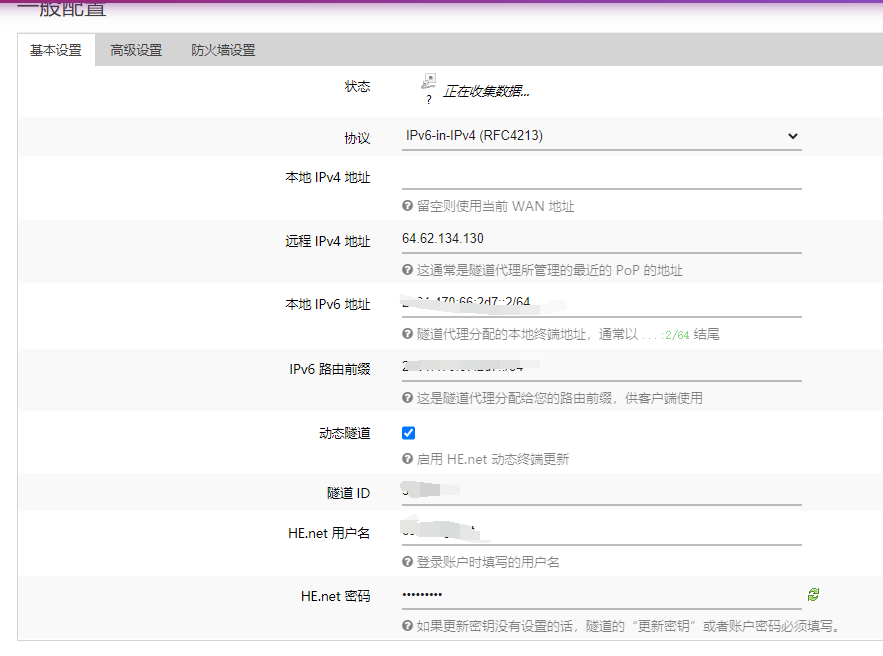 一般配置
基本设置 高级设置 防火墙设置
状态 ? 正在收集数据...
协议 IPv6-in-IPv4 (RFC4213)
本地 IPv4 地址
留空则使用当前 WAN 地址
远程 IPv4 地址 64.62.134.130
这通常是隧道代理所管理的最近的 PoP 的地址
本地 IPv6 地址
隧道代理分配的本地终端地址，通常以 ...:2/64 结尾
IPv6 路由前缀
这是隧道代理分配给您的路由前缀，供客户端使用
动态隧道
启用 HE.net 动态终端更新
隧道 ID
HE.net 用户名
登录账户时填写的用户名
HE.net 密码 •••••••••
如果更新密钥没有设置的话，隧道的“更新密钥”或者账户密码必须填写。